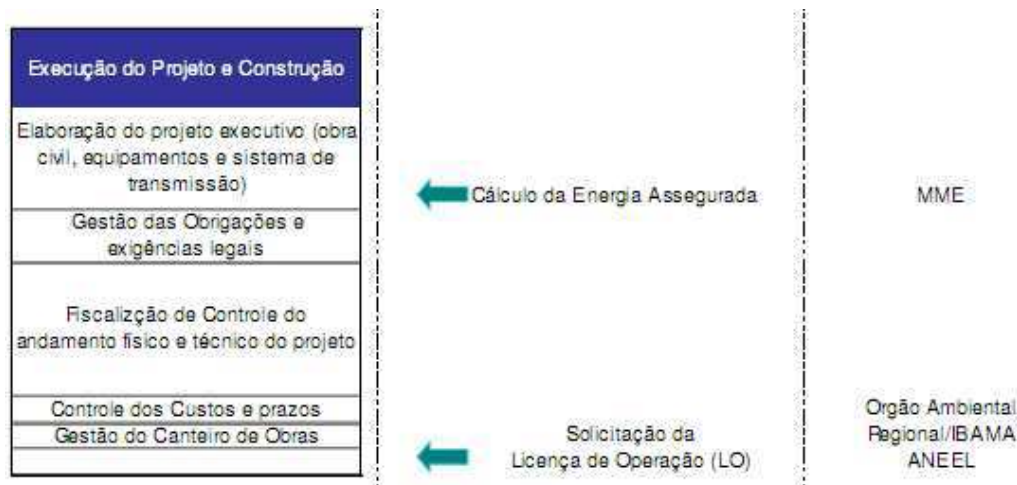 Execução do Projeto e Construção
Elaboração do projeto executivo (obra
civil, equipamentos e sistema de
transmissão)
Gestão das Obrigações e
exigências legais
Fiscalizção de Controle do
andamento físico e técnico do projeto
Controle dos Custos e prazos
Gestão do Canteiro de Obras
Cálculo da Energia Assegurada
MME
Solicitação da
Licença de Operação (LO)
Orgão Ambiental
Regional/IBAMA
ANEEL